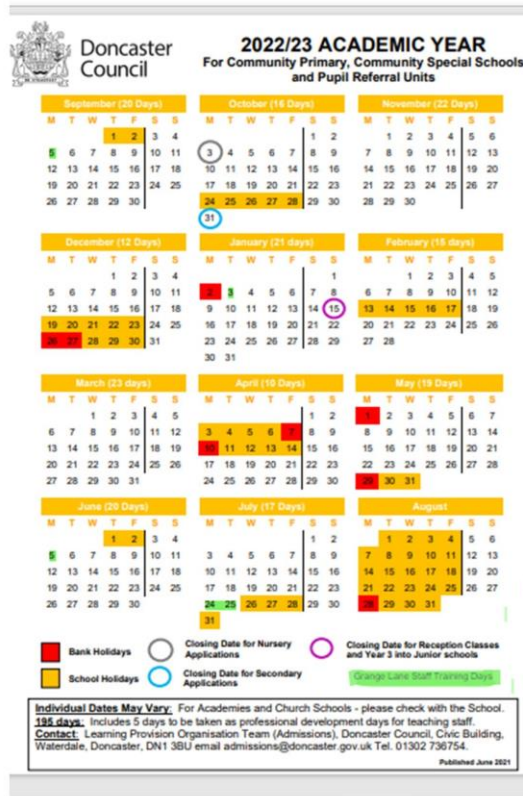 Doncaster
Council
2022/23 ACADEMIC YEAR
For Community Primary, Community Special Schools
and Pupil Referral Units
September (20 Days)
M T W T F S S
1 2 3 4
5 6 7 8 9 10 11
12 13 14 15 16 17 18
19 20 21 22 23 24 25
26 27 28 29 30
October (16 Days)
M T W T F S S
1 2
3 4 5 6 7 8 9
10 11 12 13 14 15 16
17 18 19 20 21 22 23
24 25 26 27 28 29 30
31
November (22 Days)
M T W T F S S
1 2 3 4 5 6
7 8 9 10 11 12 13
14 15 16 17 18 19 20
21 22 23 24 25 26 27
28 29 30
December (12 Days)
M T W T F S S
1 2 3 4
5 6 7 8 9 10 11
12 13 14 15 16 17 18
19 20 21 22 23 24 25
26 27 28 29 30 31
January (21 days)
M T W T F S S
1
2 3 4 5 6 7 8
9 10 11 12 13 14 15
16 17 18 19 20 21 22
23 24 25 26 27 28 29
30 31
February (15 days)
M T W T F S S
1 2 3 4 5
6 7 8 9 10 11 12
13 14 15 16 17 18 19
20 21 22 23 24 25 26
27 28
March (23 days)
M T W T F S S
1 2 3 4 5
6 7 8 9 10 11 12
13 14 15 16 17 18 19
20 21 22 23 24 25 26
27 28 29 30 31
April (10 Days)
M T W T F S S
1 2
3 4 5 6 7 8 9
10 11 12 13 14 15 16
17 18 19 20 21 22 23
24 25 26 27 28 29 30
May (19 Days)
M T W T F S S
1 2 3 4 5 6 7
8 9 10 11 12 13 14
15 16 17 18 19 20 21
22 23 24 25 26 27 28
29 30 31
June (20 Days)
M T W T F S S
1 2 3 4
5 6 7 8 9 10 11
12 13 14 15 16 17 18
19 20 21 22 23 24 25
26 27 28 29 30
July (17 Days)
M T W T F S S
1 2
3 4 5 6 7 8 9
10 11 12 13 14 15 16
17 18 19 20 21 22 23
24 25 26 27 28 29 30
31
August
M T W T F S S
1 2 3 4 5 6
7 8 9 10 11 12 13
14 15 16 17 18 19 20
21 22 23 24 25 26 27
28 29 30 31
Bank Holidays
School Holidays
Closing Date for Nursery
Applications
Closing Date for Secondary
Applications
Closing Date for Reception Classes
and Year 3 into Junior schools
Grange Lane Staff Training Days
Individual Dates May Vary: For Academies and Church Schools - please check with the School.
195 days: Includes 5 days to be taken as professional development days for teaching staff.
Contact: Learning Provision Organisation Team (Admissions), Doncaster Council, Civic Building,
Waterdale, Doncaster, DN1 3BU email admissions@doncaster.gov.uk Tel. 01302 736754.
Published June 2021